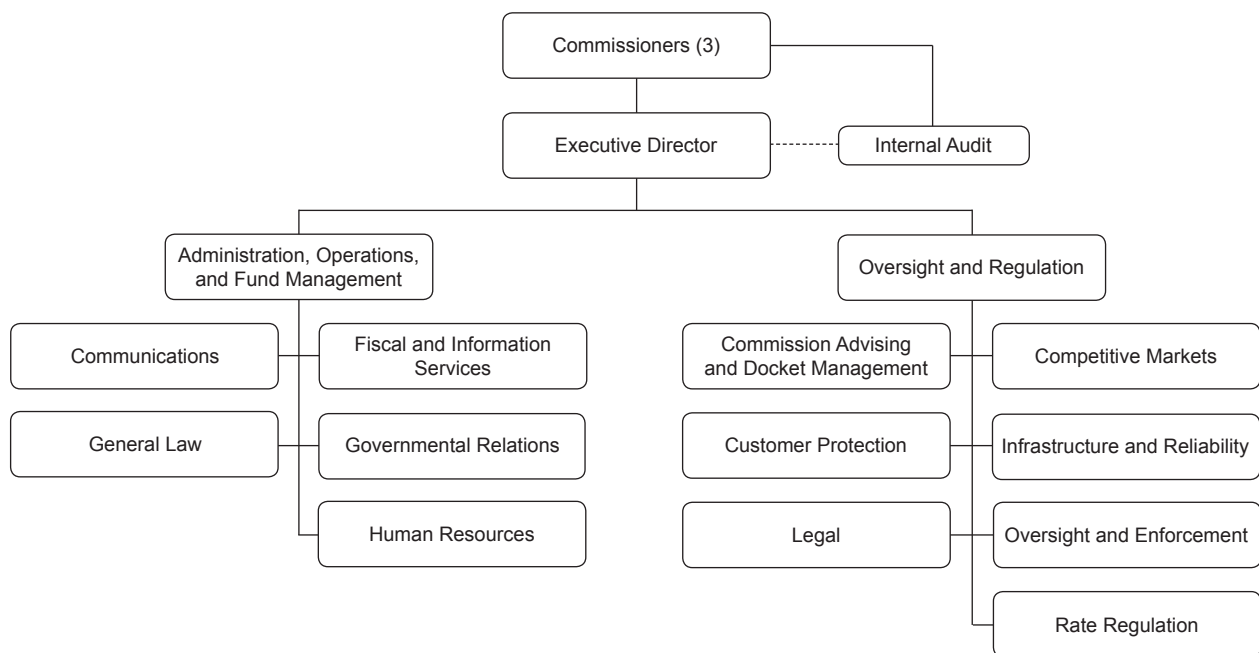 Commissioners (3)
Executive Director
Internal Audit
Administration, Operations,
and Fund Management
Oversight and Regulation
Communications
Fiscal and Information
Services
General Law
Governmental Relations
Human Resources
Commission Advising
and Docket Management
Competitive Markets
Customer Protection
Infrastructure and Reliability
Legal
Oversight and Enforcement
Rate Regulation